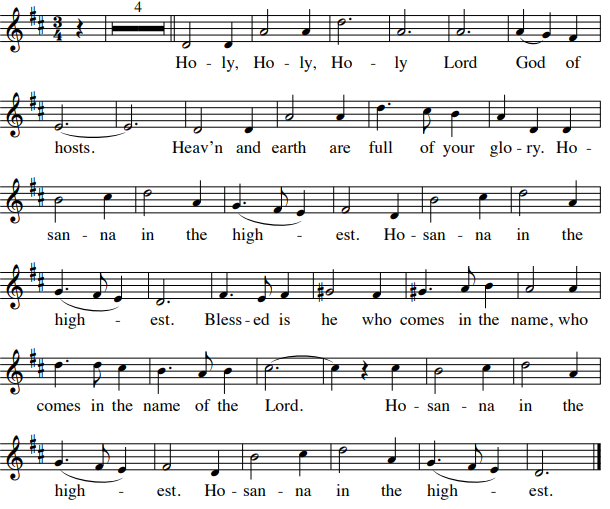 4
3
4
Ho - ly, Ho - ly, Ho - ly Lord God of
hosts. Heav'n and earth are full of your glo - ry. Ho -
san - na in the high - est. Ho - san - na in the
high - est. Bless - ed is he who comes in the name, who
comes in the name of the Lord. Ho - san - na in the
high - est. Ho - san - na in the high - est.